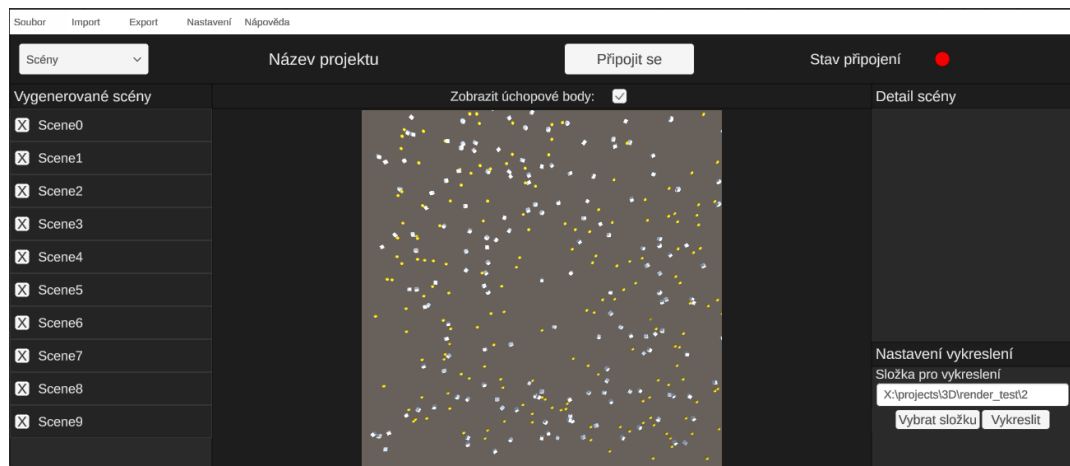 Soubor Import Export Nastavení Nápověda
Scény Název projektu Připojit se Stav připojení
Vygenerované scény Zobrazit úchopové body: Detail scény
X Scene0
X Scene1
X Scene2
X Scene3
X Scene4
X Scene5
X Scene6
X Scene7
X Scene8
X Scene9
Nastavení vykreslení
Složka pro vykreslení
X:\projects\3D\render_test\2
Vybrat složku Vykreslit